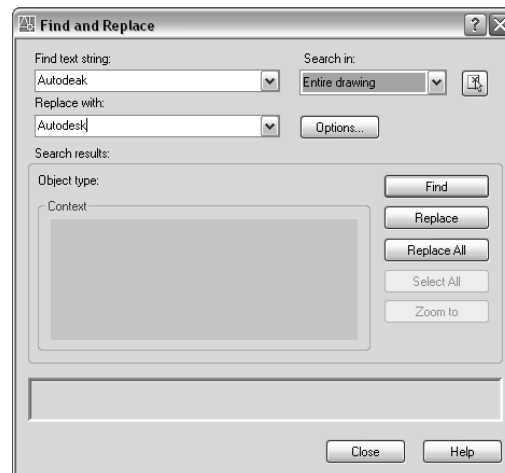 Find and Replace
Find text string:
Search in:
Autodeak
Entire drawing
Replace with:
Autodesk
Options...
Search results:
Object type:
Find
Context
Replace
Replace All
Select All
Zoom to
Close
Help